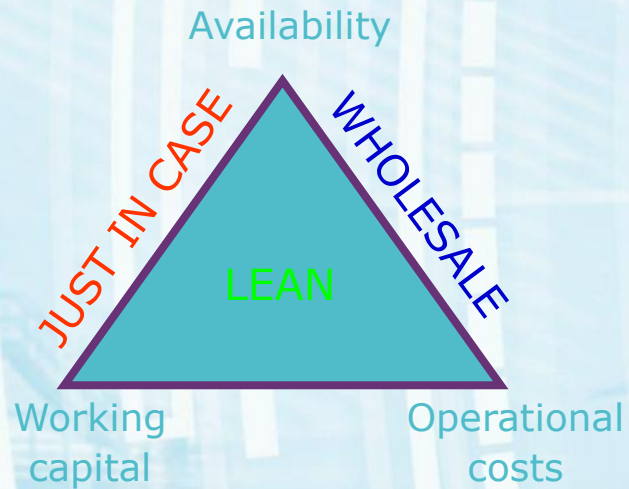 Availability
JUST IN CASE
WHOLESALE
LEAN
Working
capital
Operational
costs